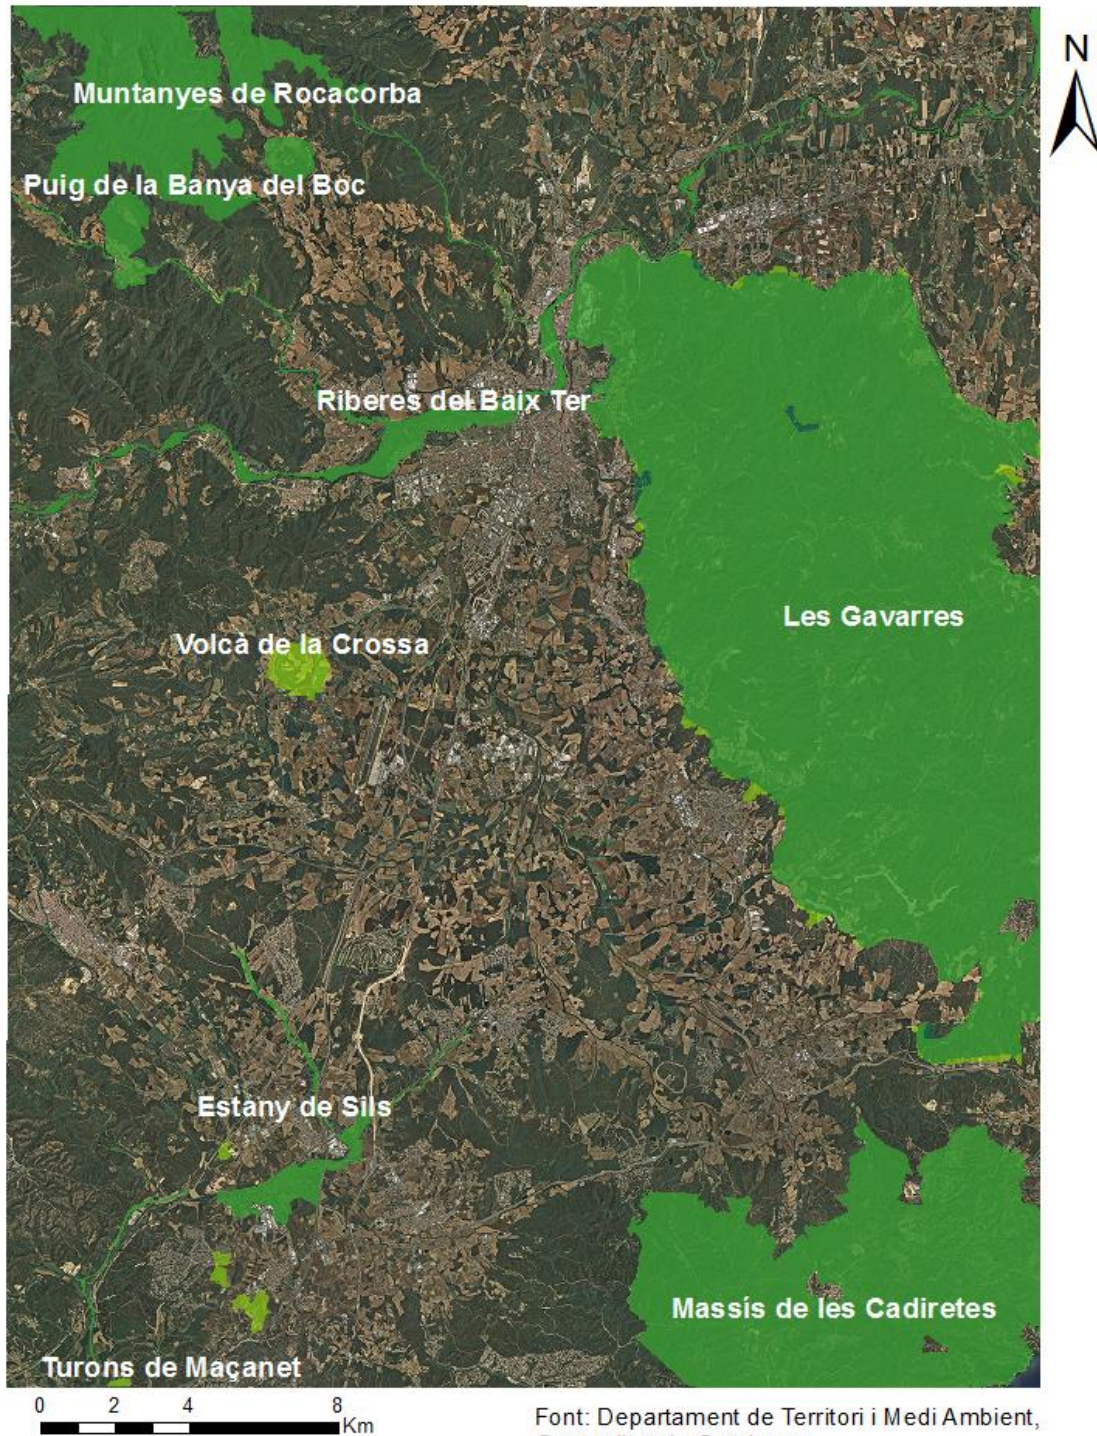 N
Muntanyes de Rocacorba
Puig de la Banya del Boc
Riberes del Baix Ter
Les Gavarres
Volcà de la Crossa
Estany de Sils
Massís de les Cadiretes
Turons de Maçanet
0 2 4 8
Km
Font: Departament de Territori i Medi Ambient,